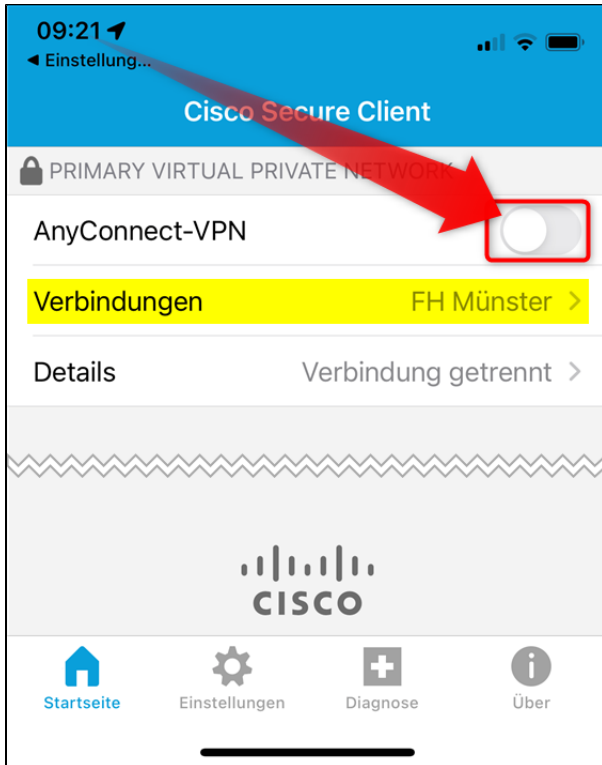 09:21
◀ Einstellung...
Cisco Secure Client
PRIMARY VIRTUAL PRIVATE NETWORK
AnyConnect-VPN
Verbindungen FH Münster >
Details Verbindung getrennt >
CISCO
Startseite Einstellungen Diagnose Über